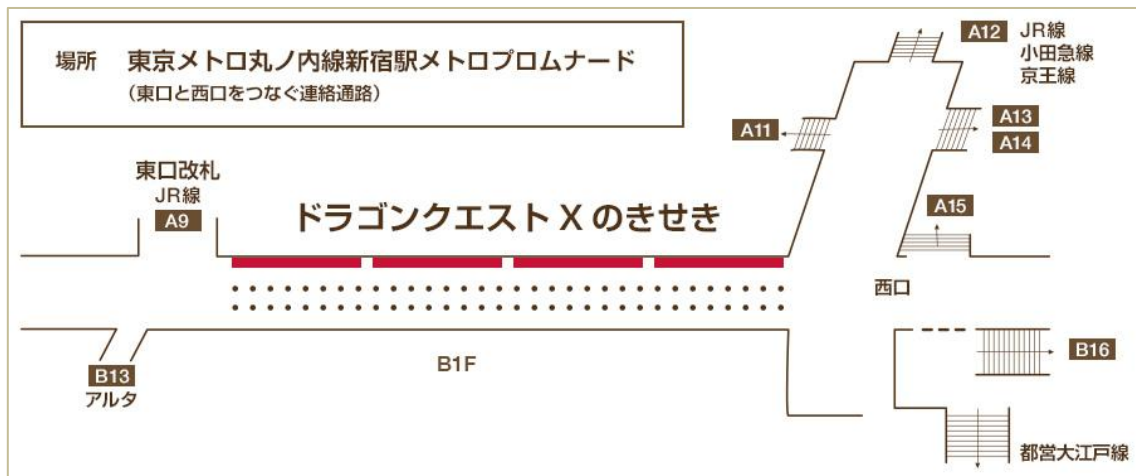 場所　東京メトロ丸ノ内線新宿駅メトロプロムナード
（東口と西口をつなぐ連絡通路）
A12 JR線
小田急線
京王線
A11
A13
A14
東口改札
JR線
A9
ドラゴンクエストXのきせき
A15
西口
B13
アルタ
B1F
B16
都営大江戸線